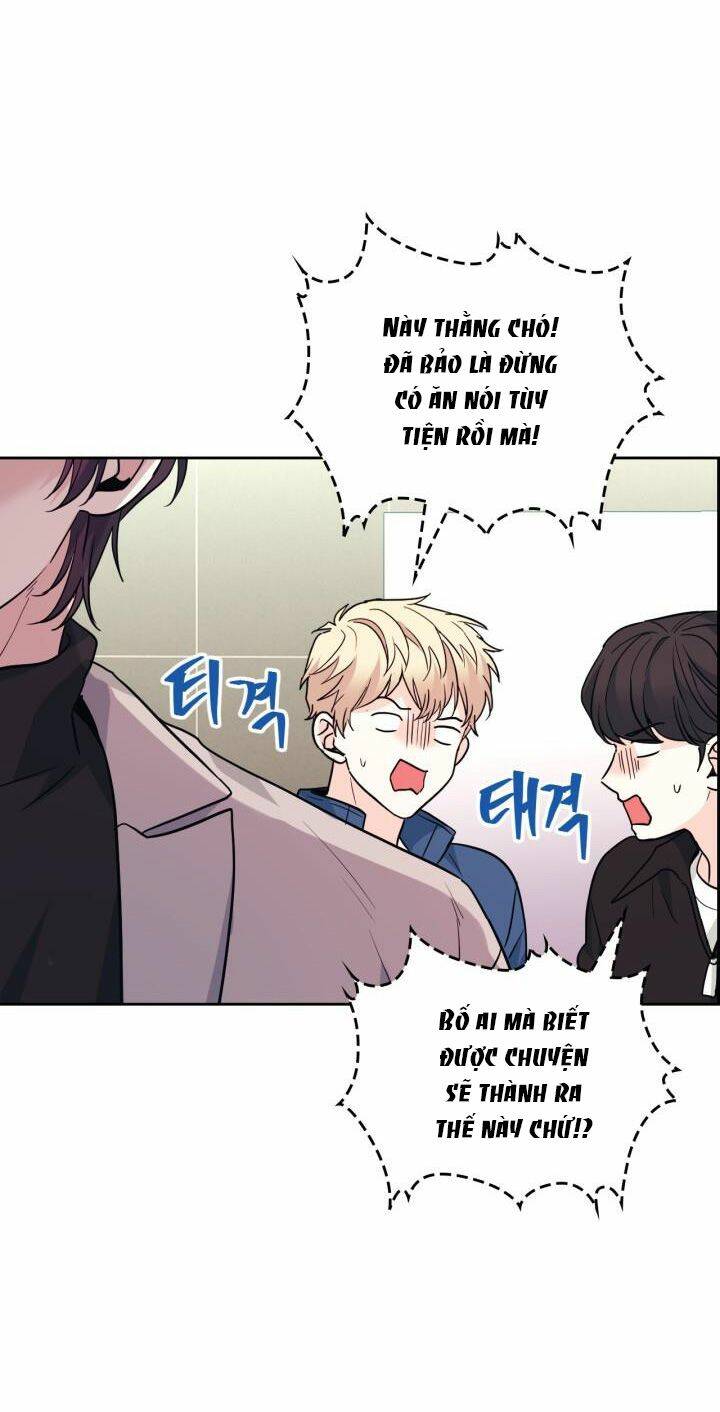 NÀY THẰNG CHÓ!
ĐÃ BẢO LÀ ĐỪNG
CÓ ĂN NÓI TÙY
TIỆN RỒI MÀ!
티격
태격
BỐ AI MÀ BIẾT
ĐƯỢC CHUYỆN
SẼ THÀNH RA
THẾ NÀY CHỨ!?